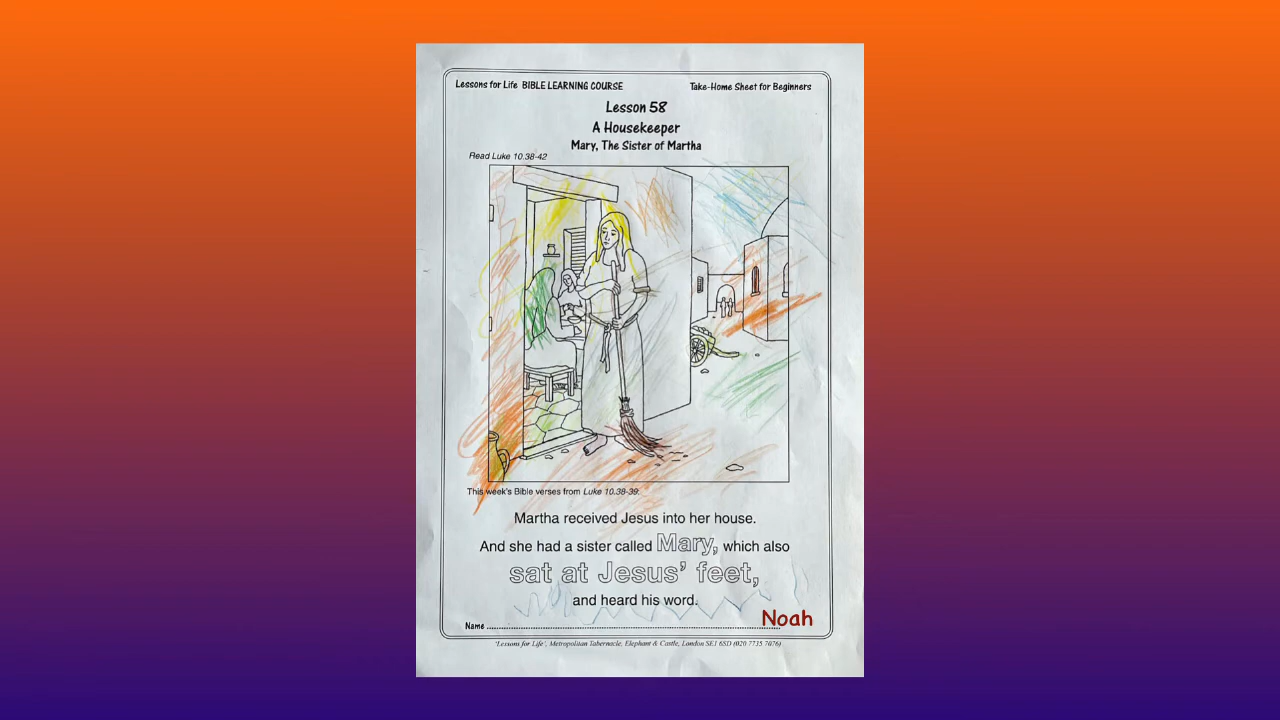 Lessons for Life BIBLE LEARNING COURSE
Take-Home Sheet for Beginners
Lesson 58
A Housekeeper
Mary, The Sister of Martha
Read Luke 10.38-42
This week's Bible verses from Luke 10.38-39.
Martha received Jesus into her house.
And she had a sister called Mary, which also
sat at Jesus’ feet,
and heard his word.
Name
Noah
'Lessons for Life', Metropolitan Tabernacle, Elephant & Castle, London SE1 6SD (020 7735 7076)